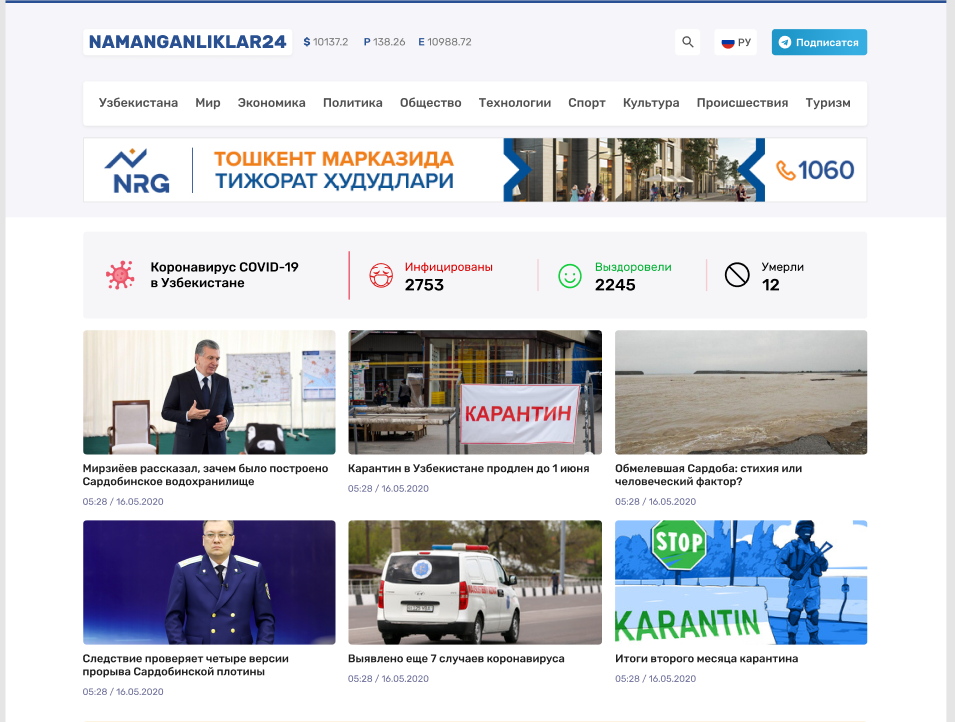 NAMANGANLIKLAR24 $ 10137.2 P 138.26 E 10988.72 РУ Подписатся
Узбекистана Мир Экономика Политика Общество Технологии Спорт Культура Происшествия Туризм
NRG ТОШКЕНТ МАРКАЗИДА
ТИЖОРАТ ҲУДУДЛАРИ
1060
Коронавирус COVID-19
в Узбекистане
Инфицированы
2753
Выздоровели
2245
Умерли
12
КАРАНТИН
Мирзиёев рассказал, зачем было построено
Сардобинское водохранилище
05:28 / 16.05.2020
Карантин в Узбекистане продлен до 1 июня
05:28 / 16.05.2020
Обмелевшая Сардоба: стихия или
человеческий фактор?
05:28 / 16.05.2020
STOP
KARANTIN
Следствие проверяет четыре версии
прорыва Сардобинской плотины
05:28 / 16.05.2020
Выявлено еще 7 случаев коронавируса
05:28 / 16.05.2020
Итоги второго месяца карантина
05:28 / 16.05.2020